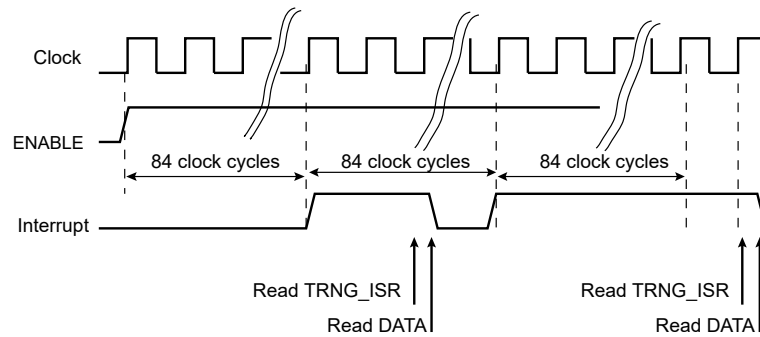 Clock
ENABLE
84 clock cycles 84 clock cycles 84 clock cycles
Interrupt
Read TRNG_ISR Read TRNG_ISR
Read DATA Read DATA